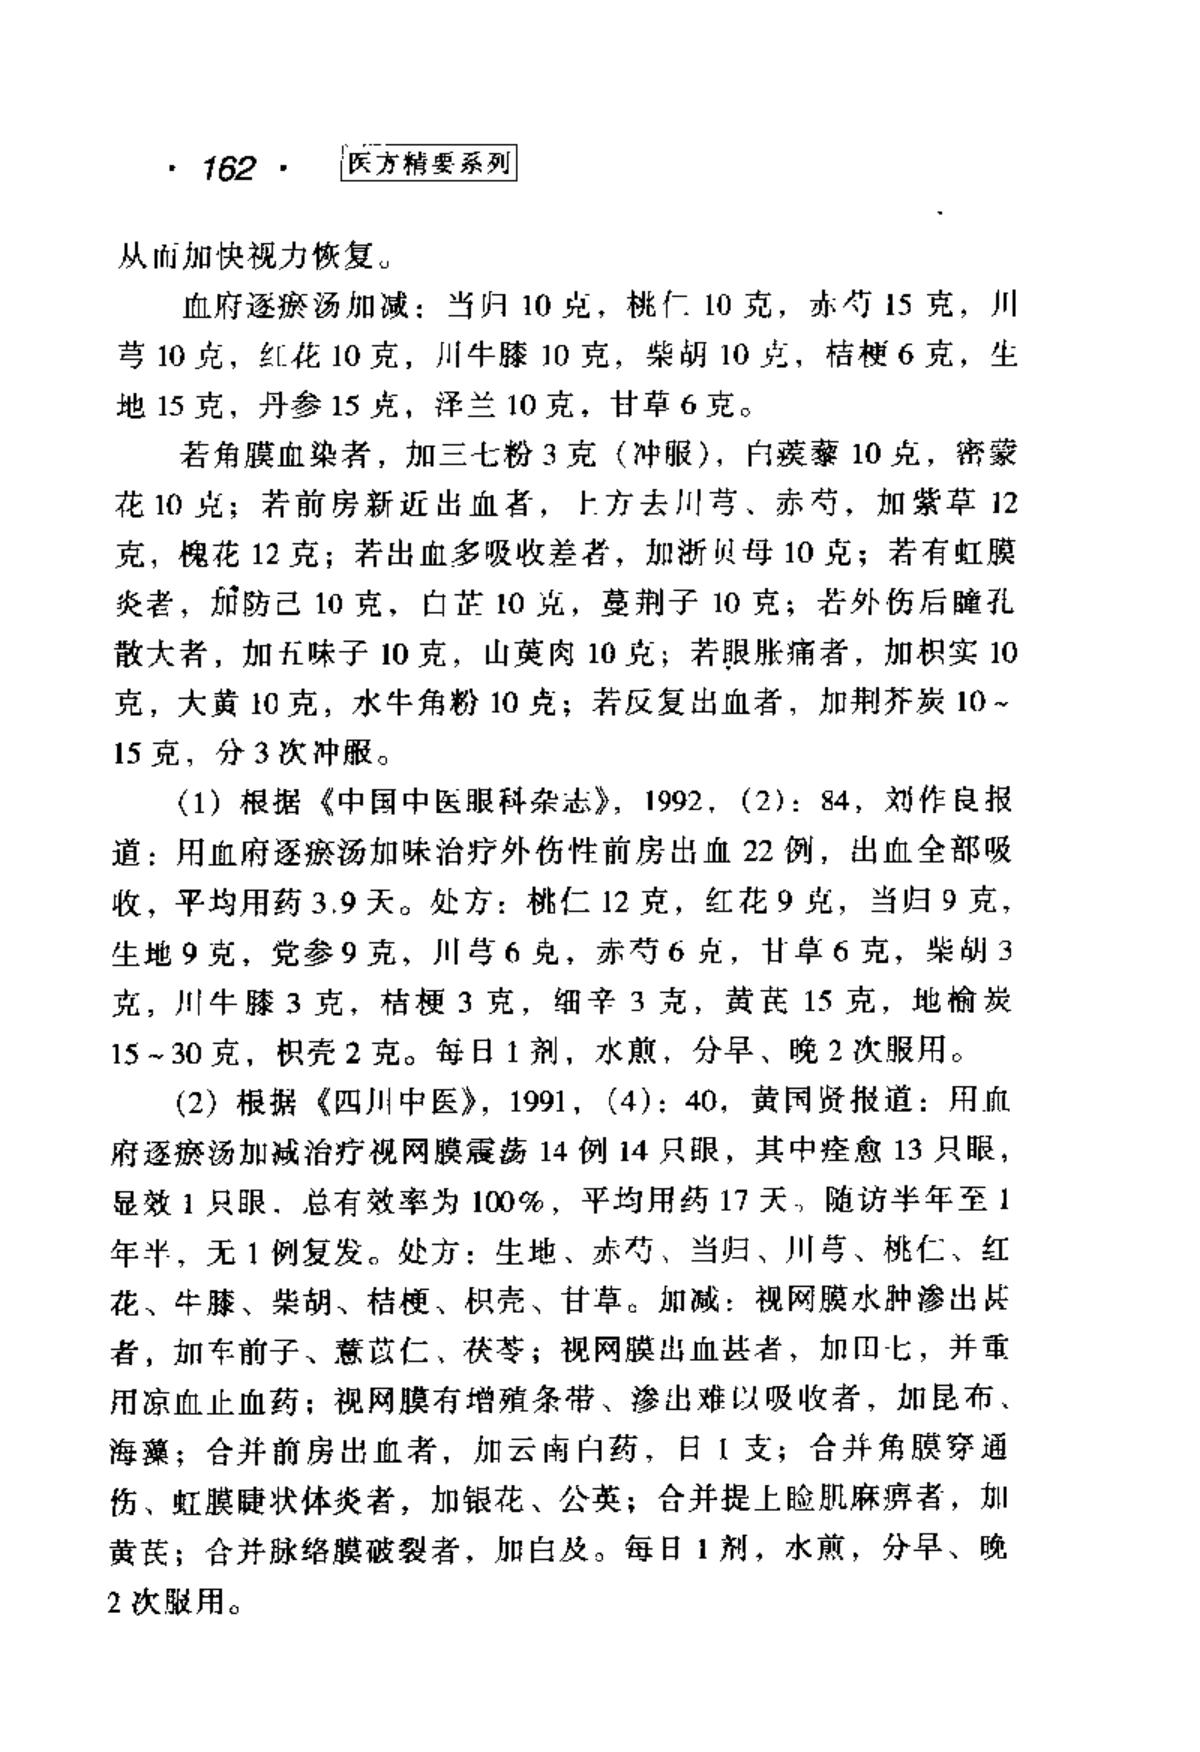 · 162 · 医方精要系列
从而加快视力恢复。
血府逐瘀汤加减：当归 10 克，桃仁 10 克，赤芍 15 克，川
芎 10 克，红花 10 克，川牛膝 10 克，柴胡 10 克，桔梗 6 克，生
地 15 克，丹参 15 克，泽兰 10 克，甘草 6 克。
若角膜血染者，加三七粉 3 克（冲服），白蒺藜 10 克，密蒙
花 10 克；若前房新近出血者，上方去川芎、赤芍，加紫草 12
克，槐花 12 克；若出血多吸收差者，加浙贝母 10 克；若有虹膜
炎者，加防己 10 克，白芷 10 克，蔓荆子 10 克；若外伤后瞳孔
散大者，加五味子 10 克，山萸肉 10 克；若眼胀痛者，加枳实 10
克，大黄 10 克，水牛角粉 10 克；若反复出血者，加荆芥炭 10～
15 克，分 3 次冲服。
（1）根据《中国中医眼科杂志》，1992，（2）：84，刘作良报
道：用血府逐瘀汤加味治疗外伤性前房出血 22 例，出血全部吸
收，平均用药 3.9 天。处方：桃仁 12 克，红花 9 克，当归 9 克，
生地 9 克，党参 9 克，川芎 6 克，赤芍 6 克，甘草 6 克，柴胡 3
克，川牛膝 3 克，桔梗 3 克，细辛 3 克，黄芪 15 克，地榆炭
15～30 克，枳壳 2 克。每日 1 剂，水煎，分早、晚 2 次服用。
（2）根据《四川中医》，1991，（4）：40，黄国贤报道：用血
府逐瘀汤加减治疗视网膜震荡 14 例 14 只眼，其中痊愈 13 只眼，
显效 1 只眼，总有效率为 100%，平均用药 17 天。随访半年至 1
年半，无 1 例复发。处方：生地、赤芍、当归、川芎、桃仁、红
花、牛膝、柴胡、桔梗、枳壳、甘草。加减：视网膜水肿渗出甚
者，加车前子、薏苡仁、茯苓；视网膜出血甚者，加田七，并重
用凉血止血药；视网膜有增殖条带、渗出难以吸收者，加昆布、
海藻；合并前房出血者，加云南白药，日 1 支；合并角膜穿通
伤、虹膜睫状体炎者，加银花、公英；合并提上睑肌麻痹者，加
黄芪；合并脉络膜破裂者，加白及。每日 1 剂，水煎，分早、晚
2 次服用。